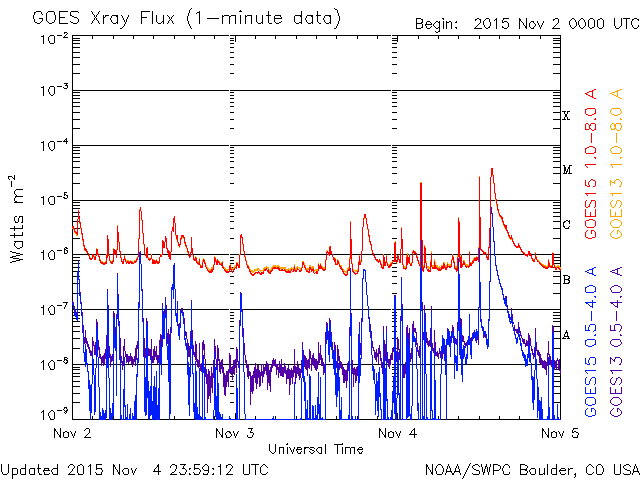 GOES Xray Flux (1-minute data)
Begin: 2015 Nov 2 0000 UTC
10-2
10-3
10-4
10-5
10-6
10-7
10-8
10-9
Watts m-2
X
M
C
B
A
GOES15 1.0-8.0 A
GOES13 1.0-8.0 A
GOES15 0.5-4.0 A
GOES13 0.5-4.0 A
Nov 2
Nov 3
Nov 4
Nov 5
Universal Time
Updated 2015 Nov 4 23:59:12 UTC
NOAA/SWPC Boulder, CO USA